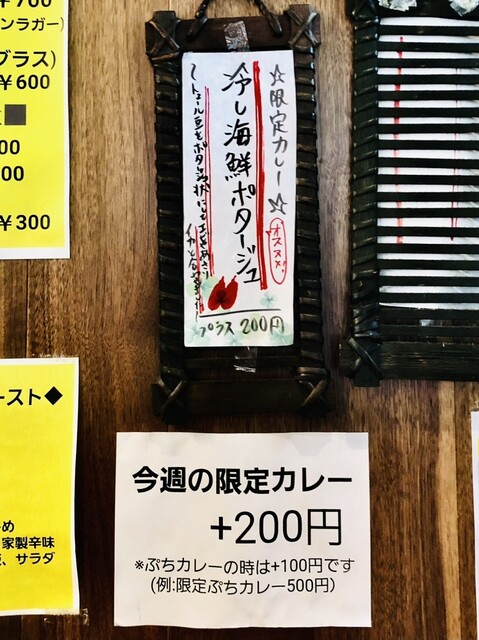 ¥700
ンラガー)
グラス)
¥600
00
00
¥300
☆限定カレー☆
オススメ!
冷し海鮮ポタージュ
プラス 200円
ースト◆
め
家製辛味
、サラダ
今週の限定カレー
+200円
※ぷちカレーの時は+100円です
(例:限定ぷちカレー500円)